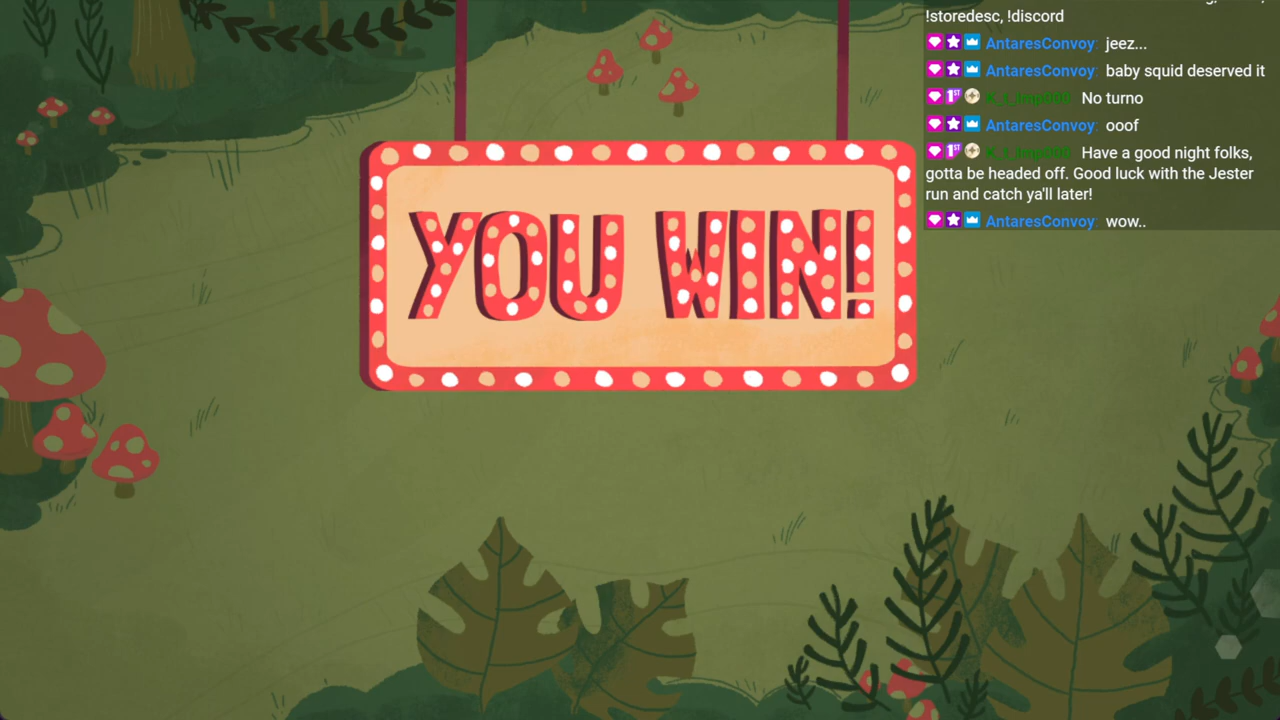 YOU WIN!
!storedesc, !discord
AntaresConvoy: jeez...
AntaresConvoy: baby squid deserved it
No turno
AntaresConvoy: ooof
Have a good night folks,
gotta be headed off. Good luck with the Jester
run and catch ya'll later!
AntaresConvoy: wow..